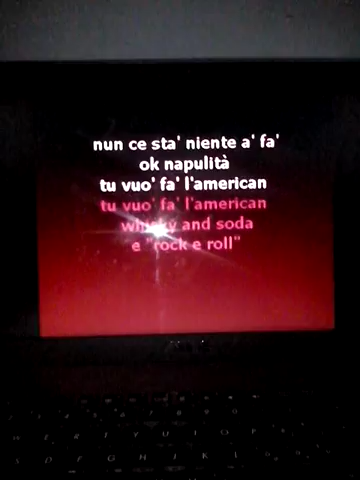 nun ce sta' niente a' fa'
ok napulità
tu vuo' fa' l'american
tu vuo' fa' l'american
whisky and soda
e "rock e roll"
W E R T Y U I O P
S D F G H J K L